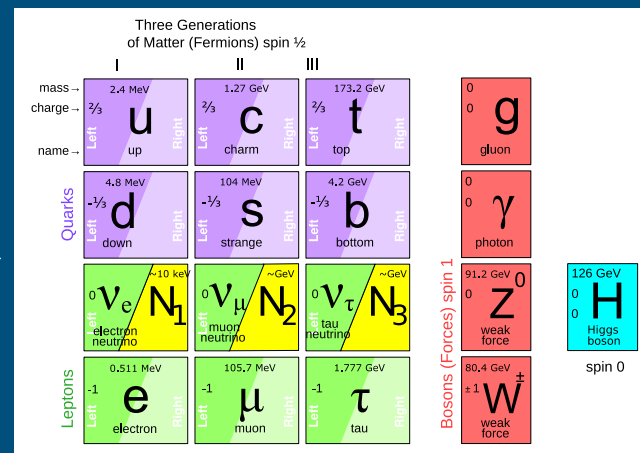 Three Generations
of Matter (Fermions) spin ½
I II III
mass→
charge→
name→
2.4 MeV
⅔
u
Left
Right
up
1.27 GeV
⅔
c
Left
Right
charm
173.2 GeV
⅔
t
Left
Right
top
0
0
g
gluon
Quarks
4.8 MeV
-⅓
d
Left
Right
down
104 MeV
-⅓
s
Left
Right
strange
4.2 GeV
-⅓
b
Left
Right
bottom
0
0
γ
photon
~10 keV
0
νe
N1
Left
electron
neutrino
~GeV
0
νμ
N2
Left
muon
neutrino
~GeV
0
ντ
N3
Left
tau
neutrino
Bosons (Forces) spin 1
91.2 GeV
0
Z0
weak
force
126 GeV
0
0
H
Higgs
boson
spin 0
Leptons
0.511 MeV
-1
e
Left
Right
electron
105.7 MeV
-1
μ
Left
Right
muon
1.777 GeV
-1
τ
Left
Right
tau
80.4 GeV
±1
W±
weak
force